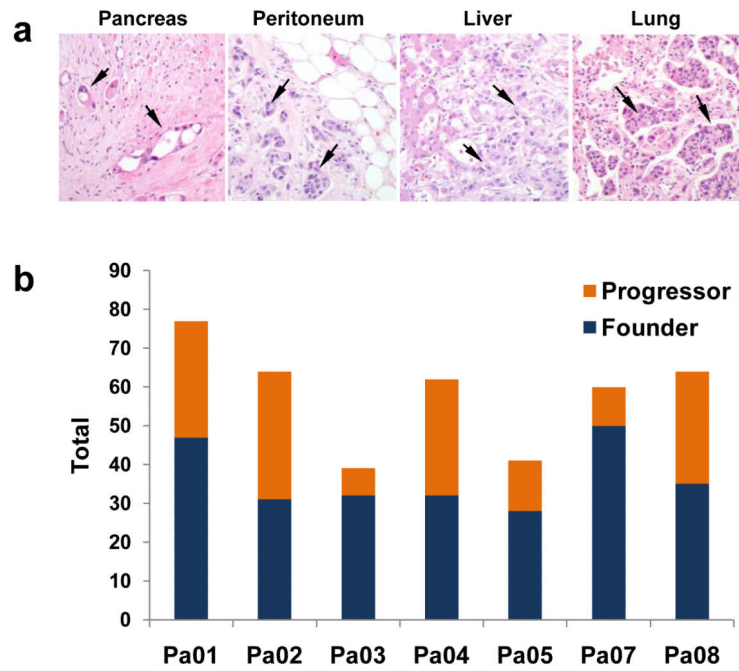 a
Pancreas Peritoneum Liver Lung
b
Progressor
Founder
Total
90
80
70
60
50
40
30
20
10
0
Pa01 Pa02 Pa03 Pa04 Pa05 Pa07 Pa08